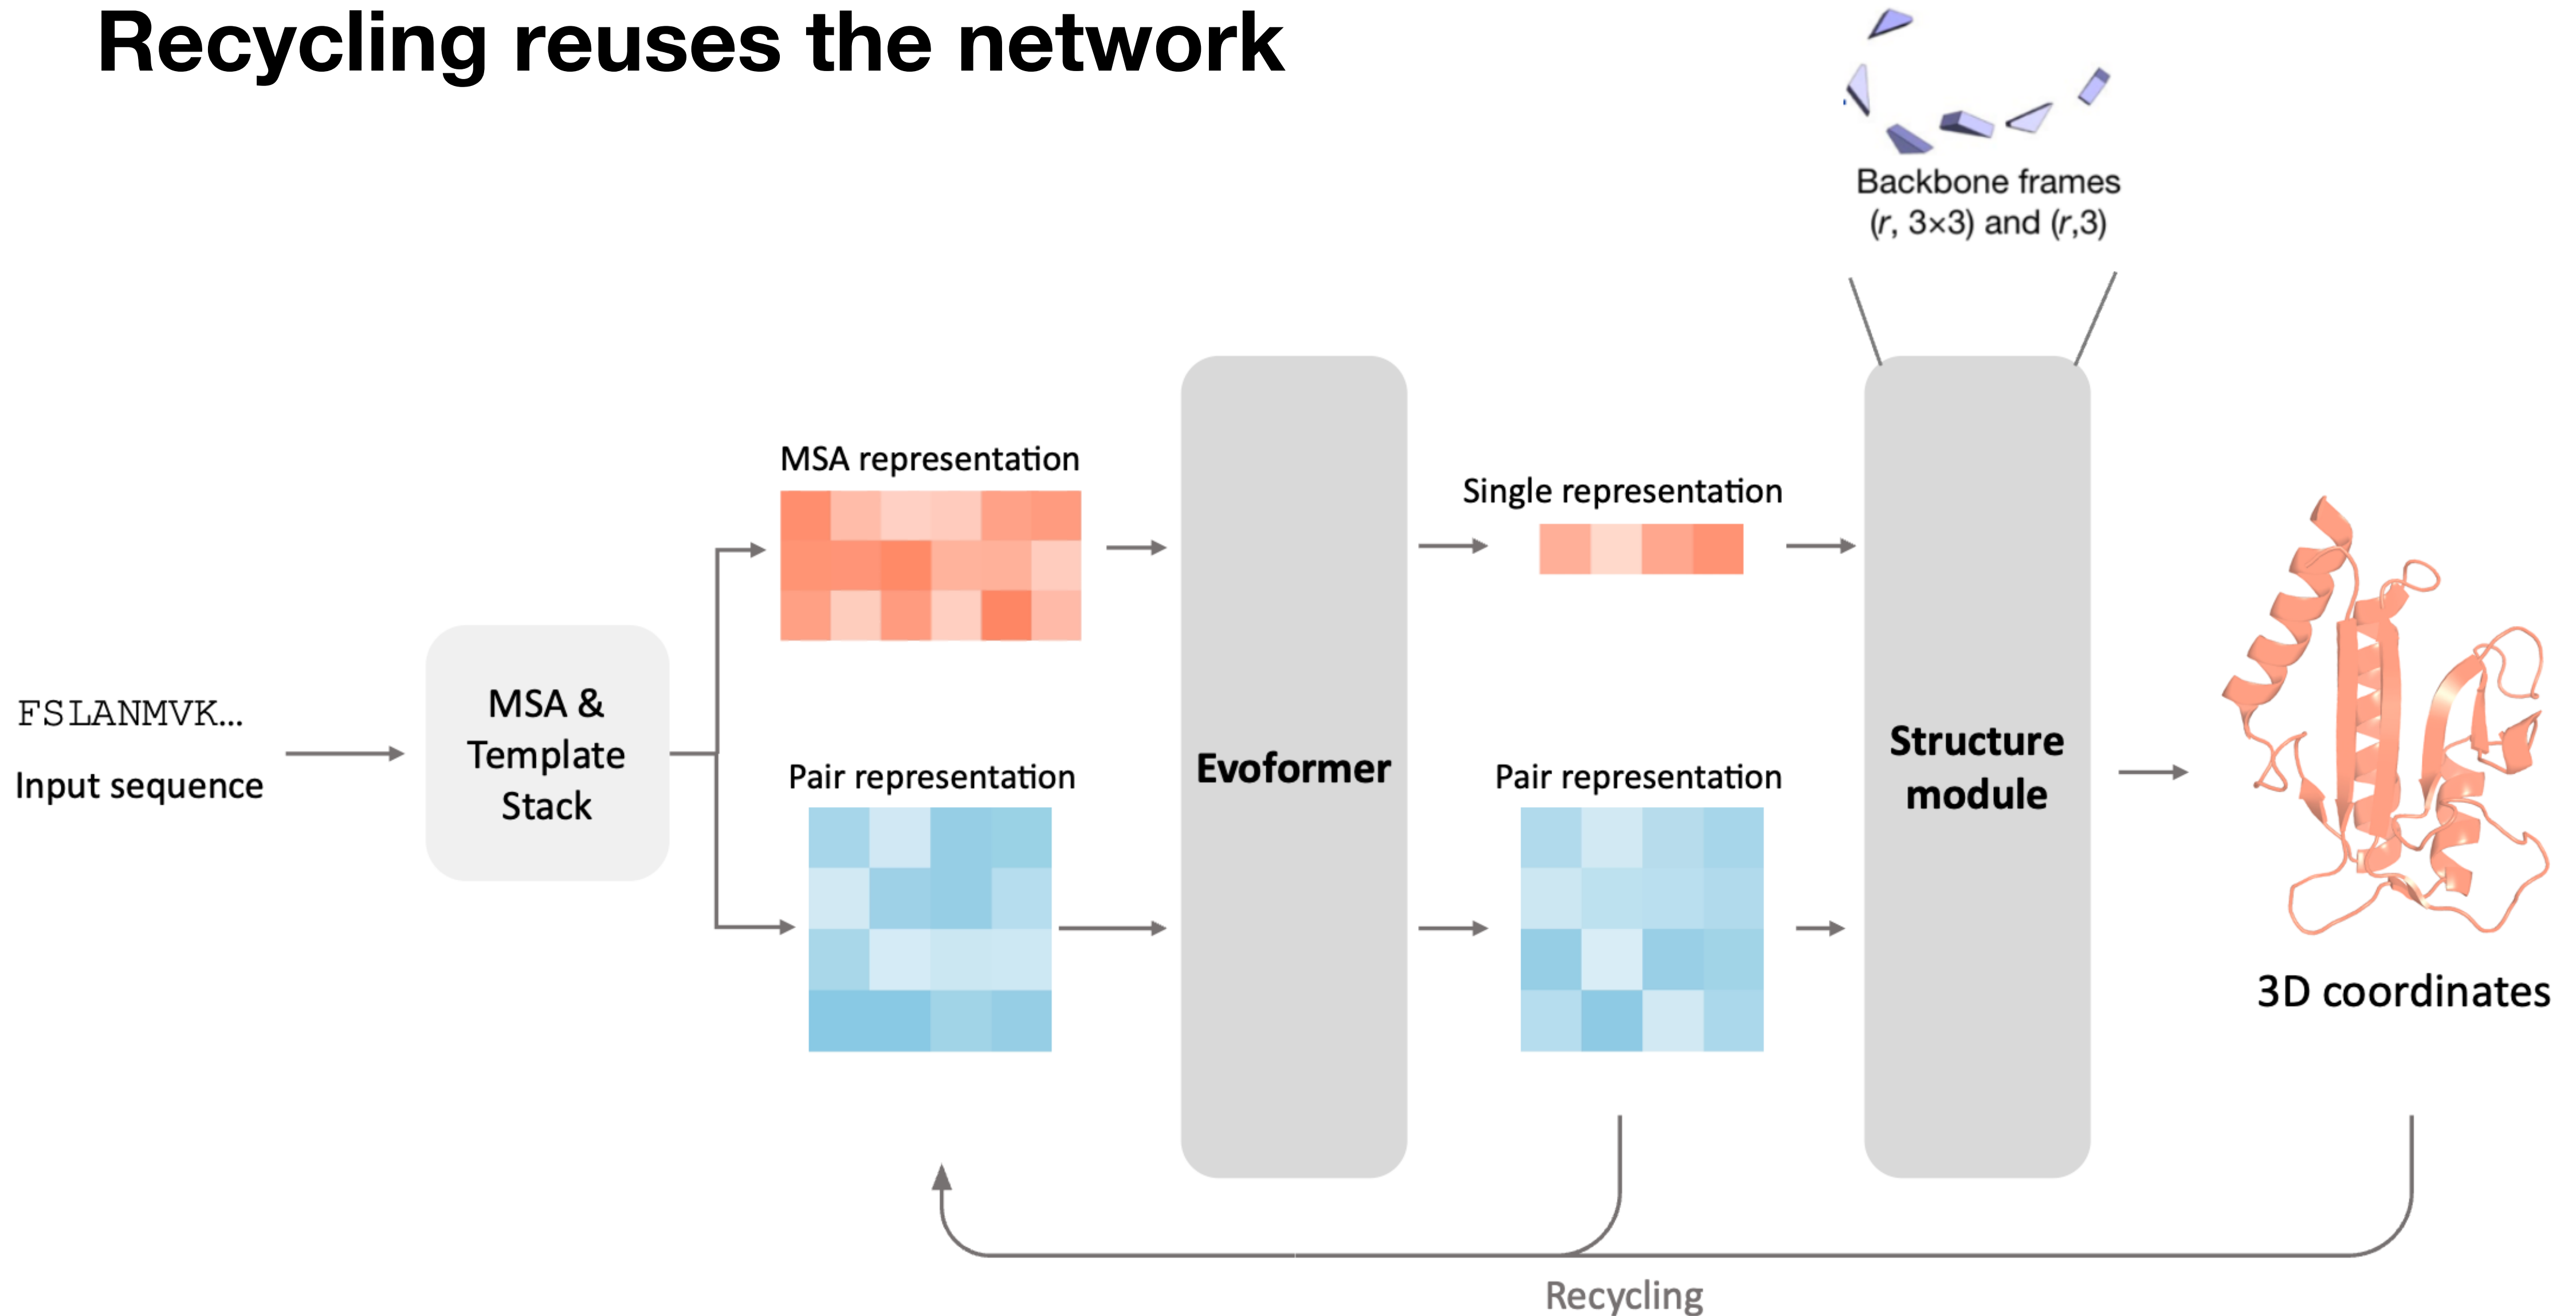 Recycling reuses the network
Backbone frames
(r, 3×3) and (r,3)
MSA representation
Single representation
FSLANMVK…
Input sequence
MSA &
Template
Stack
Pair representation
Evoformer
Pair representation
Structure
module
3D coordinates
Recycling